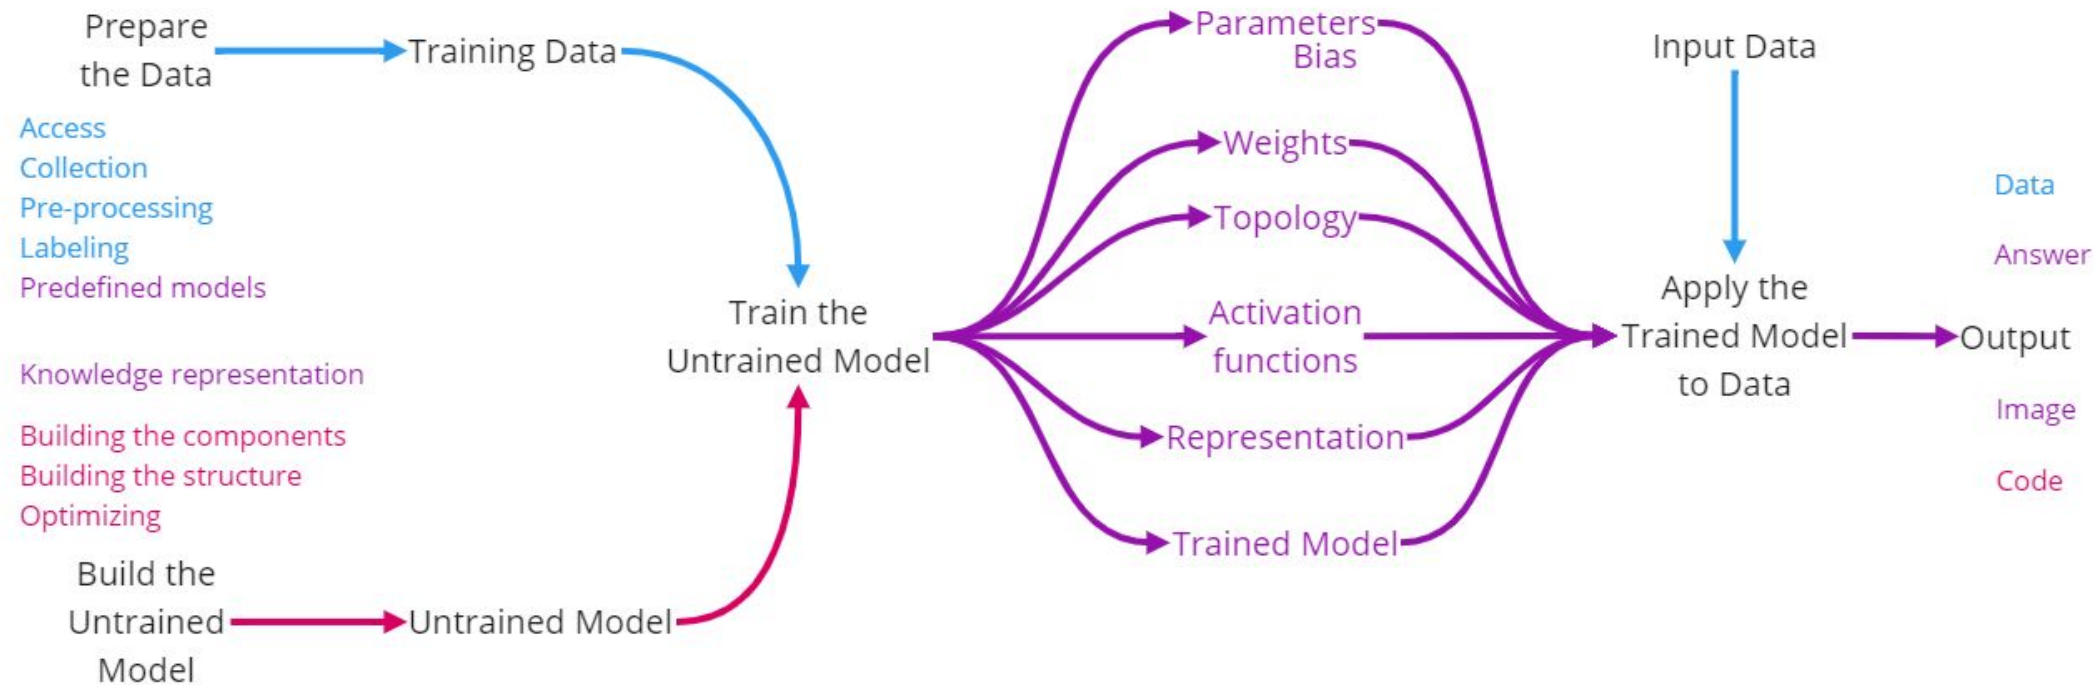 Prepare
the Data
Training Data
Access
Collection
Pre-processing
Labeling
Predefined models
Knowledge representation
Building the components
Building the structure
Optimizing
Build the
Untrained
Model
Untrained Model
Train the
Untrained Model
Parameters
Bias
Weights
Topology
Activation
functions
Representation
Trained Model
Input Data
Apply the
Trained Model
to Data
Data
Answer
Output
Image
Code